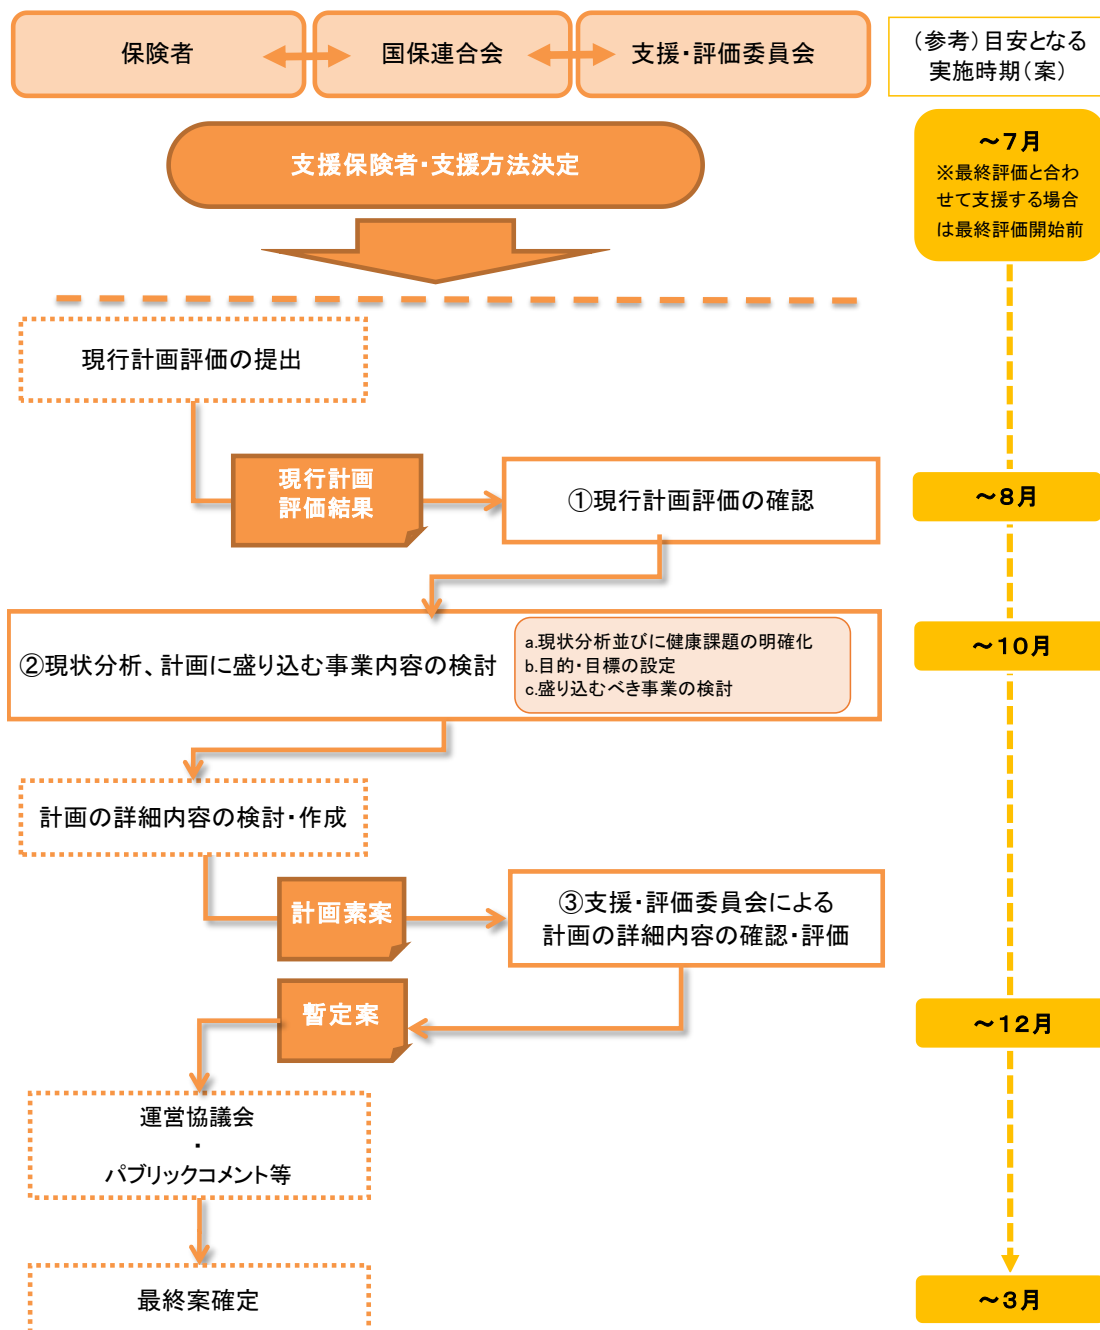 保険者
国保連合会
支援・評価委員会
（参考）目安となる
実施時期（案）
支援保険者・支援方法決定
～７月
※最終評価と合わ
せて支援する場合
は最終評価開始前
現行計画評価の提出
現行計画
評価結果
①現行計画評価の確認
～８月
②現状分析、計画に盛り込む事業内容の検討
a.現状分析並びに健康課題の明確化
b.目的・目標の設定
c.盛り込むべき事業の検討
～１０月
計画の詳細内容の検討・作成
計画素案
③支援・評価委員会による
計画の詳細内容の確認・評価
暫定案
～１２月
運営協議会
・
パブリックコメント等
最終案確定
～３月